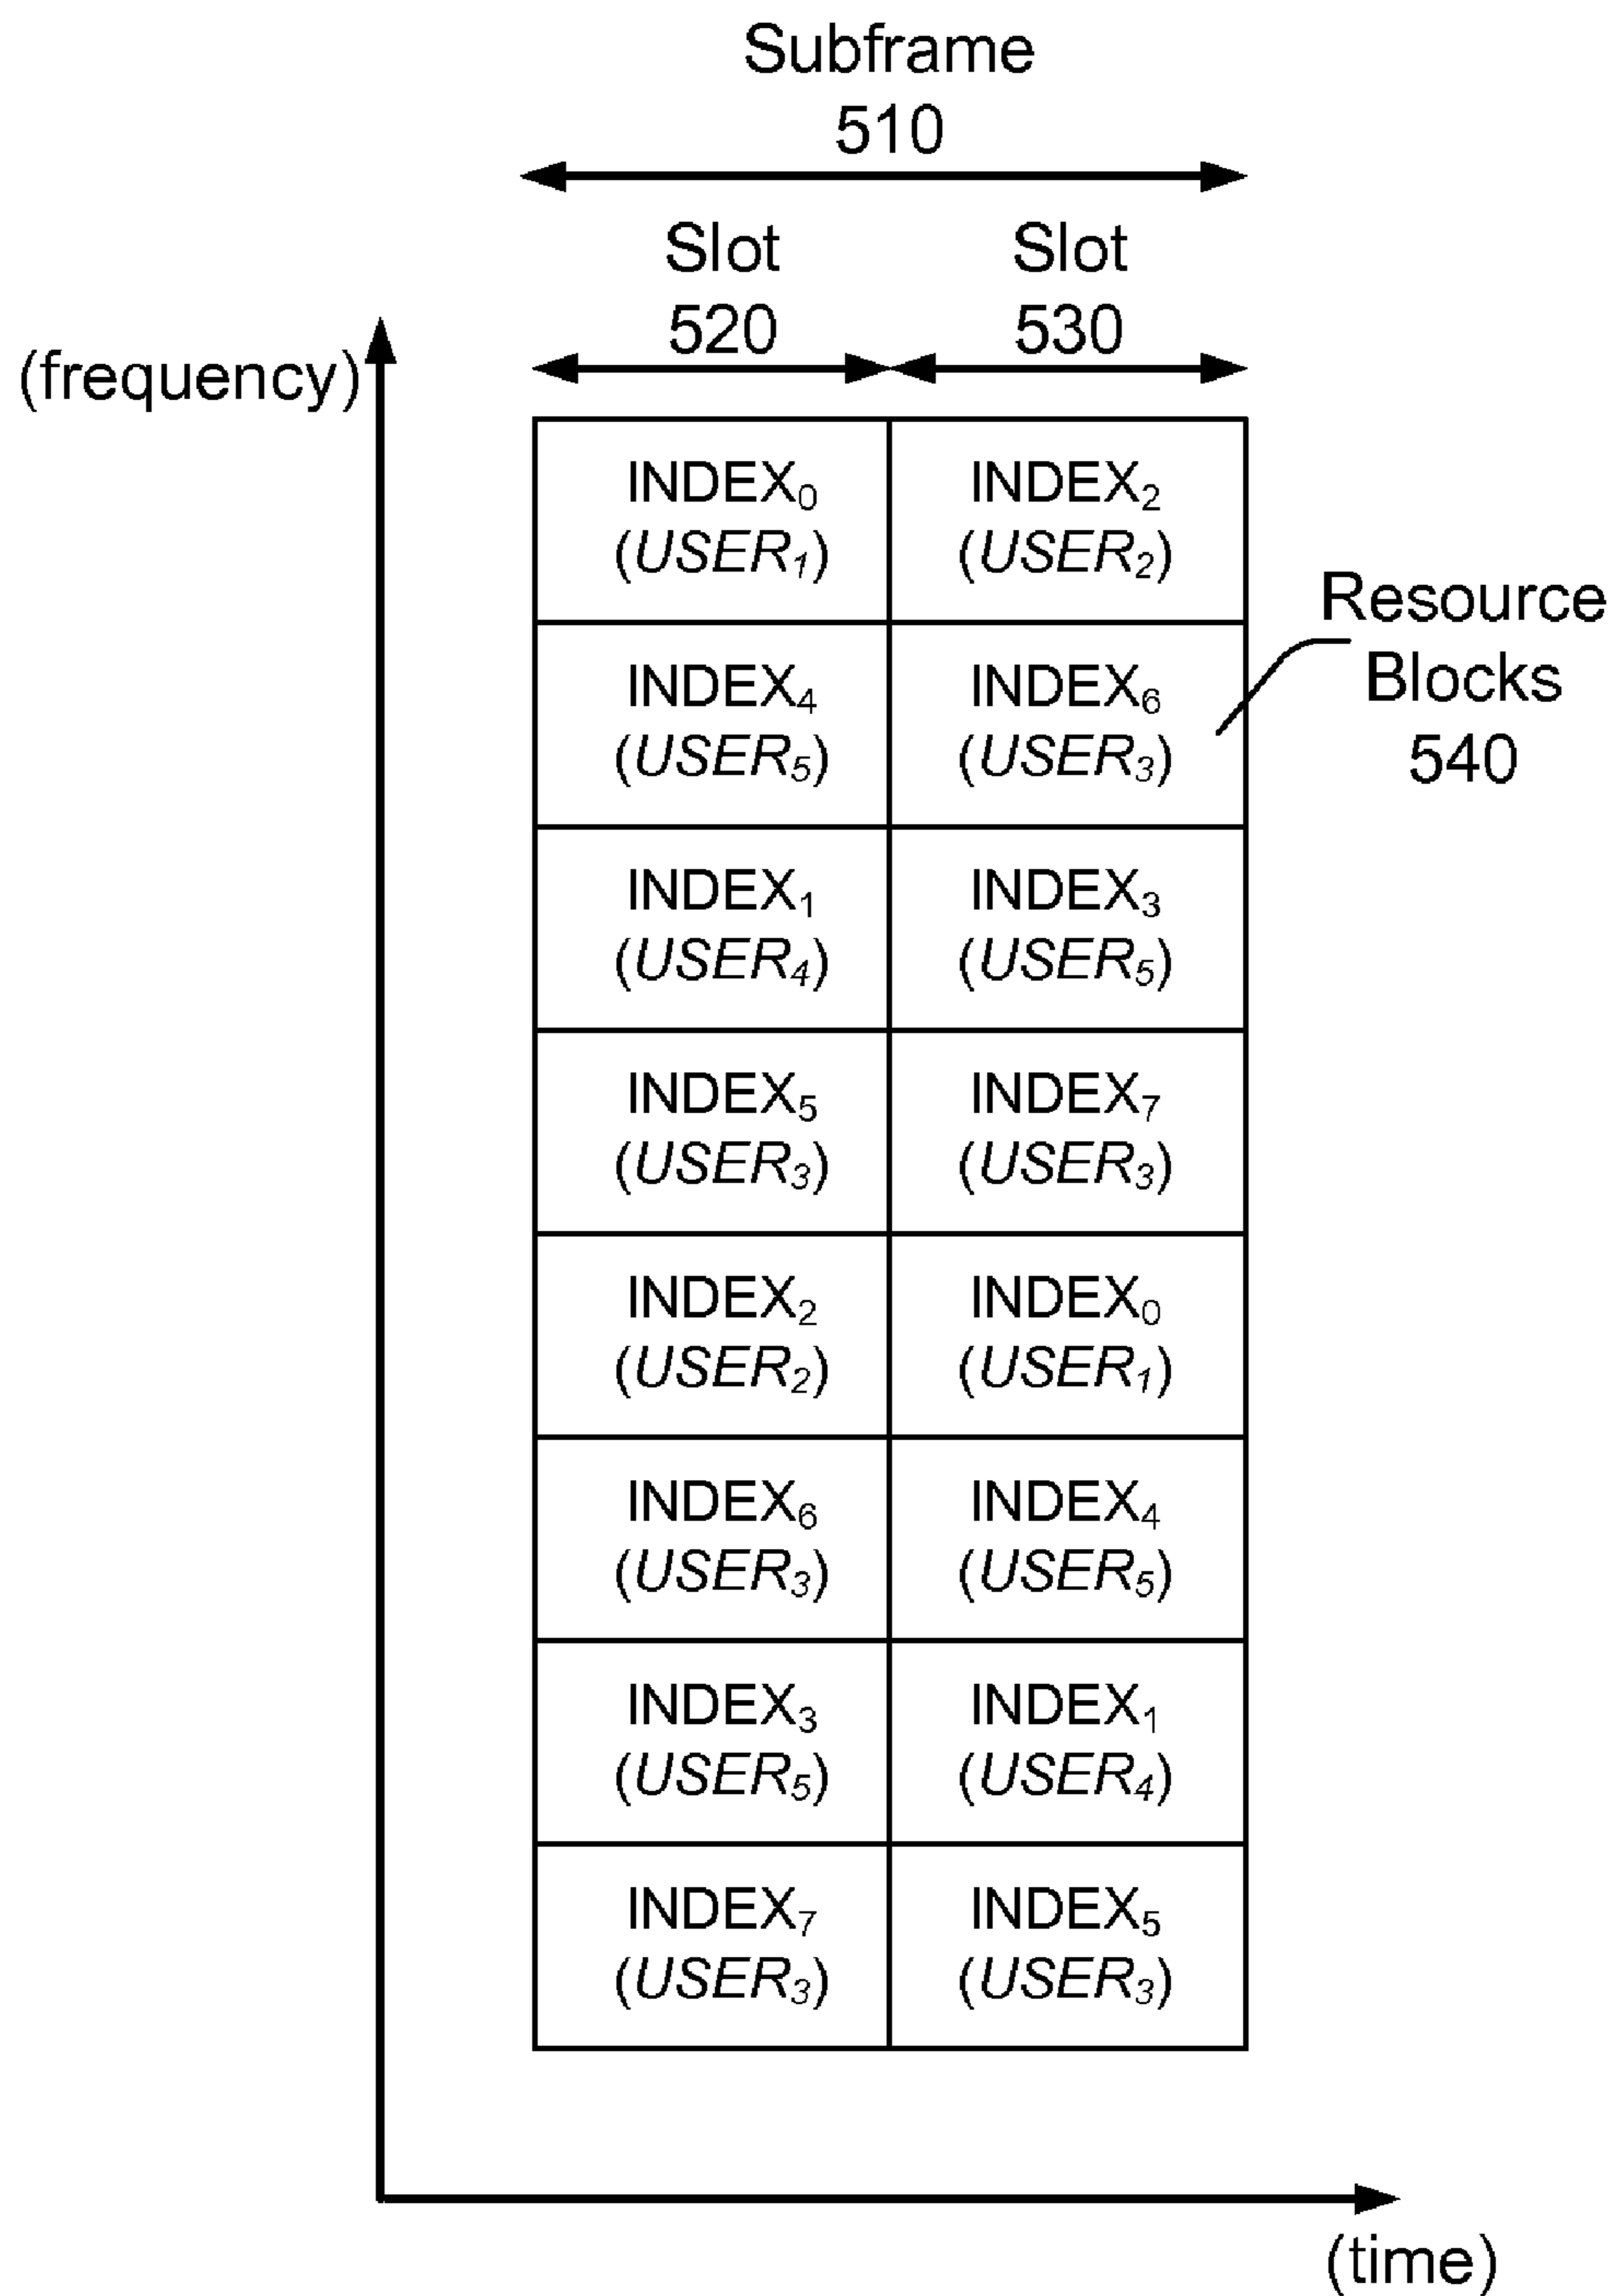 Subframe
510
Slot Slot
520 530
(frequency)
INDEX₀ INDEX₂
(USER₁) (USER₂)
Resource
Blocks
540
INDEX₄ INDEX₆
(USER₅) (USER₃)
INDEX₁ INDEX₃
(USER₄) (USER₅)
INDEX₅ INDEX₇
(USER₃) (USER₃)
INDEX₂ INDEX₀
(USER₂) (USER₁)
INDEX₆ INDEX₄
(USER₃) (USER₅)
INDEX₃ INDEX₁
(USER₅) (USER₄)
INDEX₇ INDEX₅
(USER₃) (USER₃)
(time)